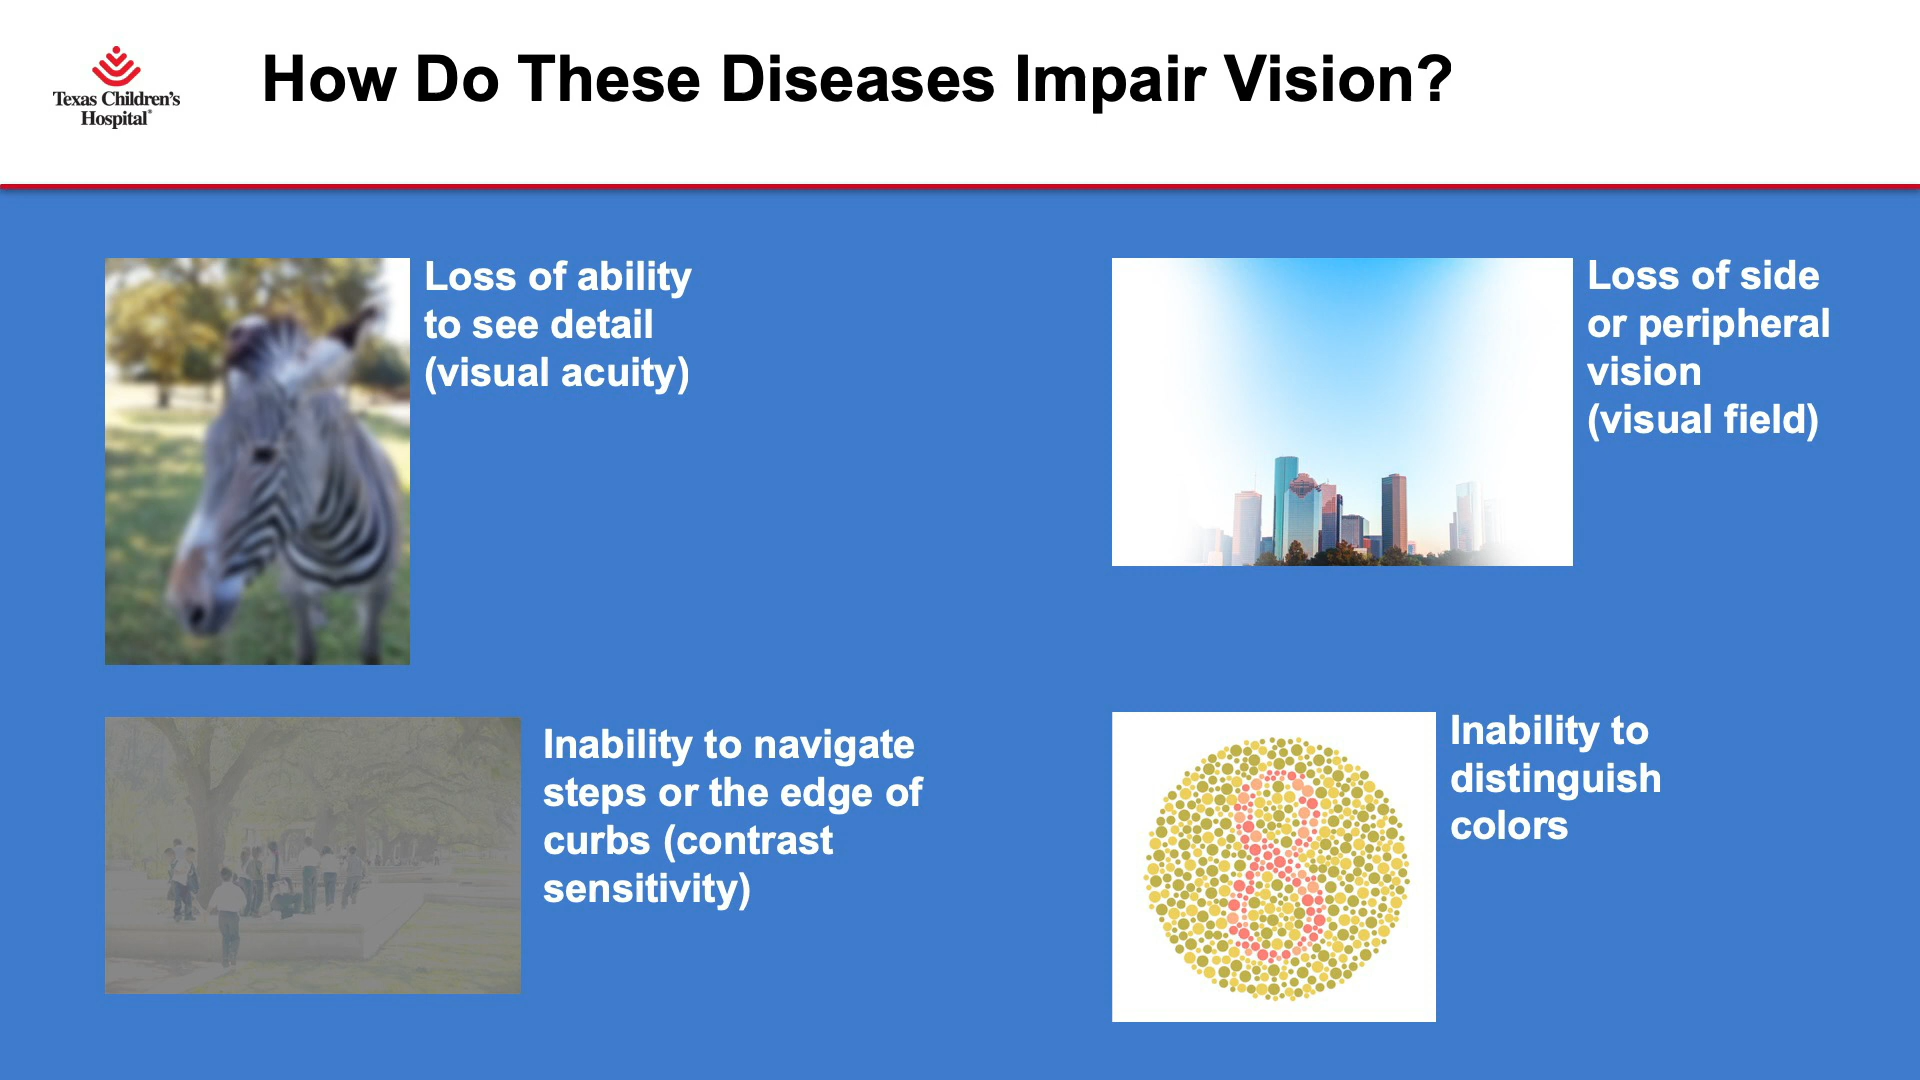 Texas Children's
Hospital
How Do These Diseases Impair Vision?
Loss of ability
to see detail
(visual acuity)
Loss of side
or peripheral
vision
(visual field)
Inability to navigate
steps or the edge of
curbs (contrast
sensitivity)
8
Inability to
distinguish
colors